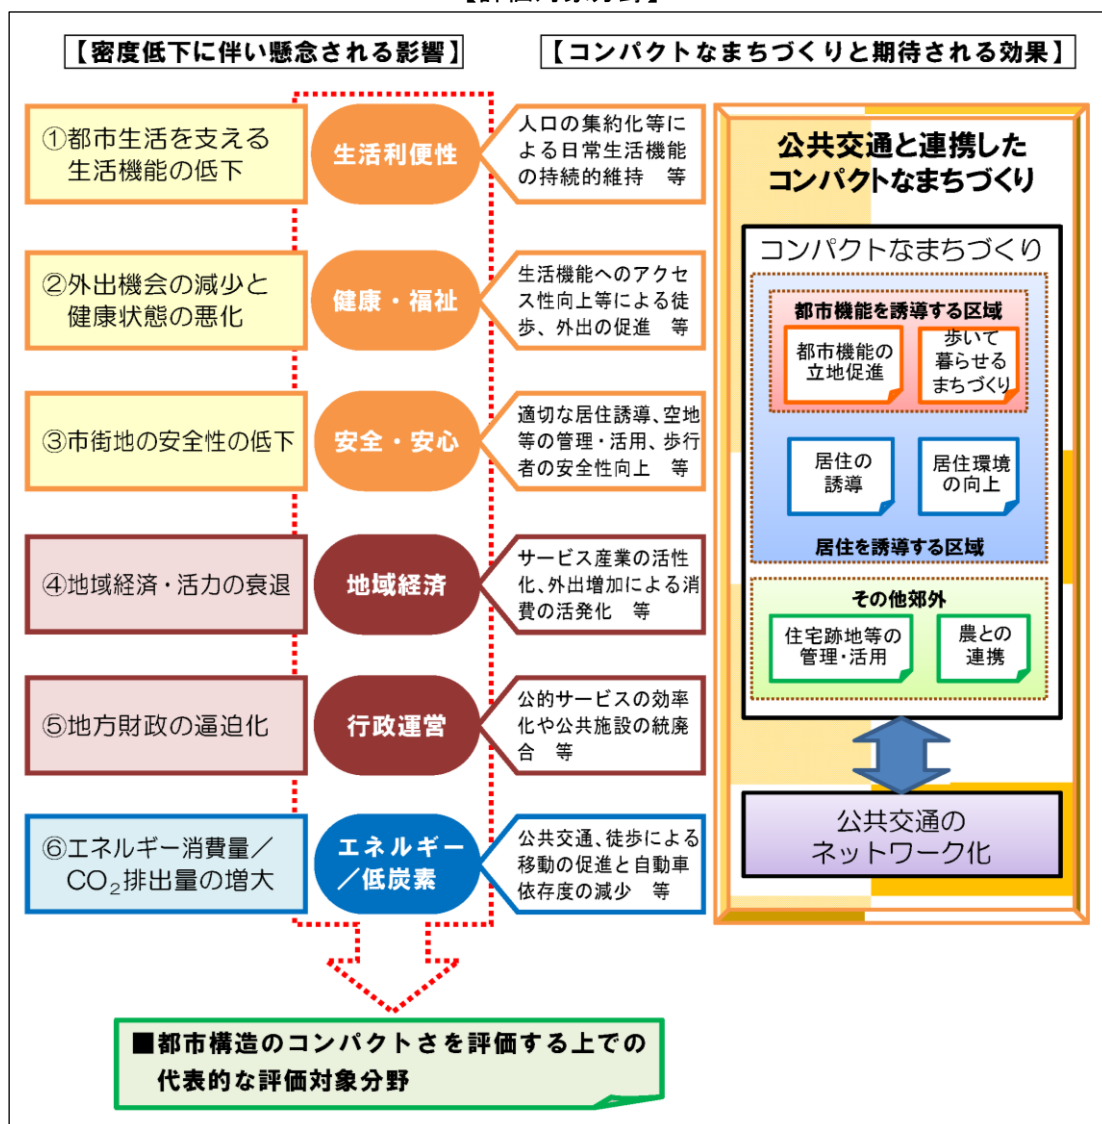 【評価対象分野】
【密度低下に伴い懸念される影響】
【コンパクトなまちづくりと期待される効果】
①都市生活を支える
生活機能の低下
生活利便性
人口の集約化等に
よる日常生活機能
の持続的維持 等
②外出機会の減少と
健康状態の悪化
健康・福祉
生活機能へのアクセ
ス性向上等による徒
歩、外出の促進 等
③市街地の安全性の低下
安全・安心
適切な居住誘導、空地
等の管理・活用、歩行
者の安全性向上 等
④地域経済・活力の衰退
地域経済
サービス産業の活性
化、外出増加による消
費の活発化 等
⑤地方財政の逼迫化
行政運営
公的サービスの効率
化や公共施設の統廃
合 等
⑥エネルギー消費量／
CO₂排出量の増大
エネルギー
／低炭素
公共交通、徒歩による
移動の促進と自動車
依存度の減少 等
公共交通と連携した
コンパクトなまちづくり
コンパクトなまちづくり
都市機能を誘導する区域
都市機能の
立地促進
歩いて
暮らせる
まちづくり
居住の
誘導
居住環境
の向上
居住を誘導する区域
その他郊外
住宅跡地等の
管理・活用
農との
連携
公共交通の
ネットワーク化
■都市構造のコンパクトさを評価する上での
代表的な評価対象分野